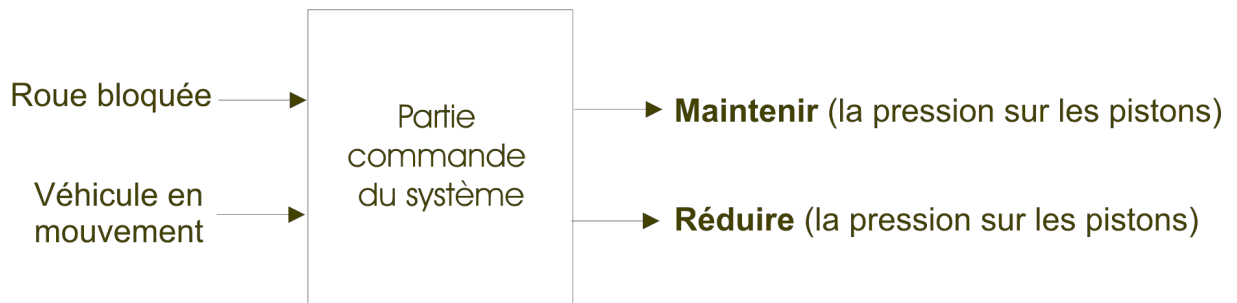 Roue bloquée
Véhicule en
mouvement
Partie
commande
du système
Maintenir (la pression sur les pistons)
Réduire (la pression sur les pistons)